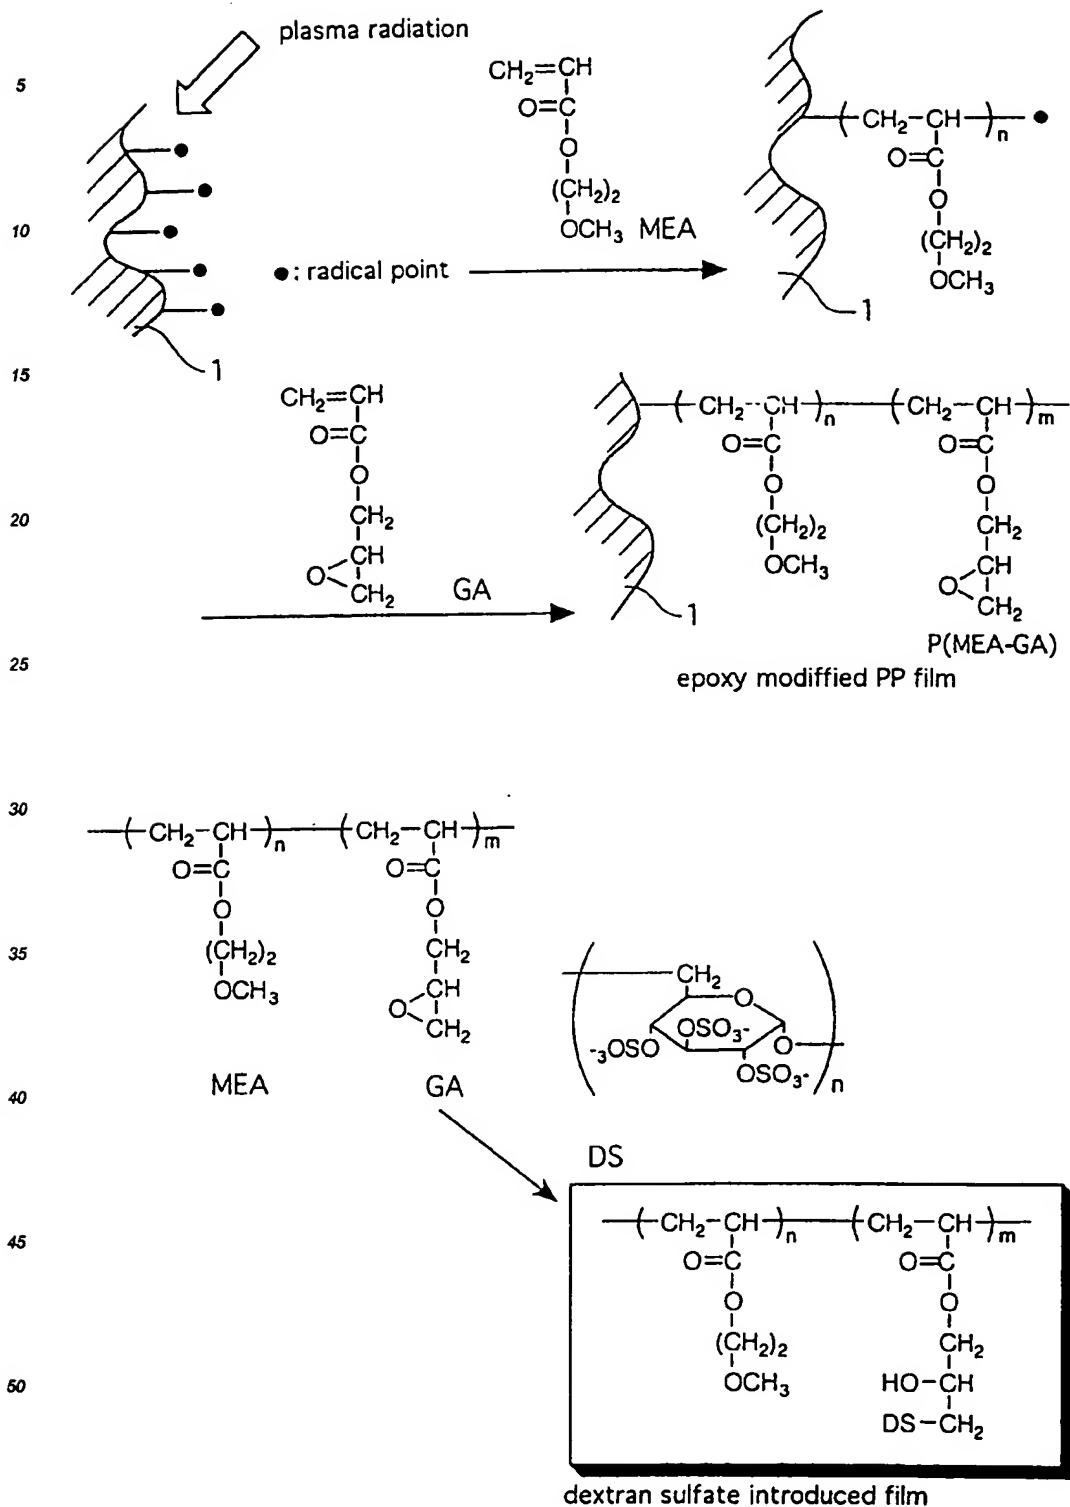 plasma radiation
5
CH₂=CH
O=C
O
(CH₂)₂
OCH₃ MEA
(CH₂-CH)n ●
O=C
O
(CH₂)₂
OCH₃
10
●: radical point
1
1
15
CH₂=CH
O=C
O
CH₂
CH
O
CH₂
GA
(CH₂--CH)n (CH₂-CH)m
O=C O=C
O O
(CH₂)₂ CH₂
OCH₃ CH
O
CH₂
20
1
P(MEA-GA)
25
epoxy modiffied PP film
30
(CH₂-CH)n (CH₂-CH)m
O=C O=C
O O
35
(CH₂)₂ CH₂
OCH₃ CH
O
CH₂
CH₂
O
OSO₃-
-₃OSO
O
OSO₃-
n
MEA GA
40
DS
(CH₂-CH)n (CH₂-CH)m
45
O=C O=C
O O
(CH₂)₂ CH₂
50
OCH₃ HO-CH
DS-CH₂
dextran sulfate introduced film